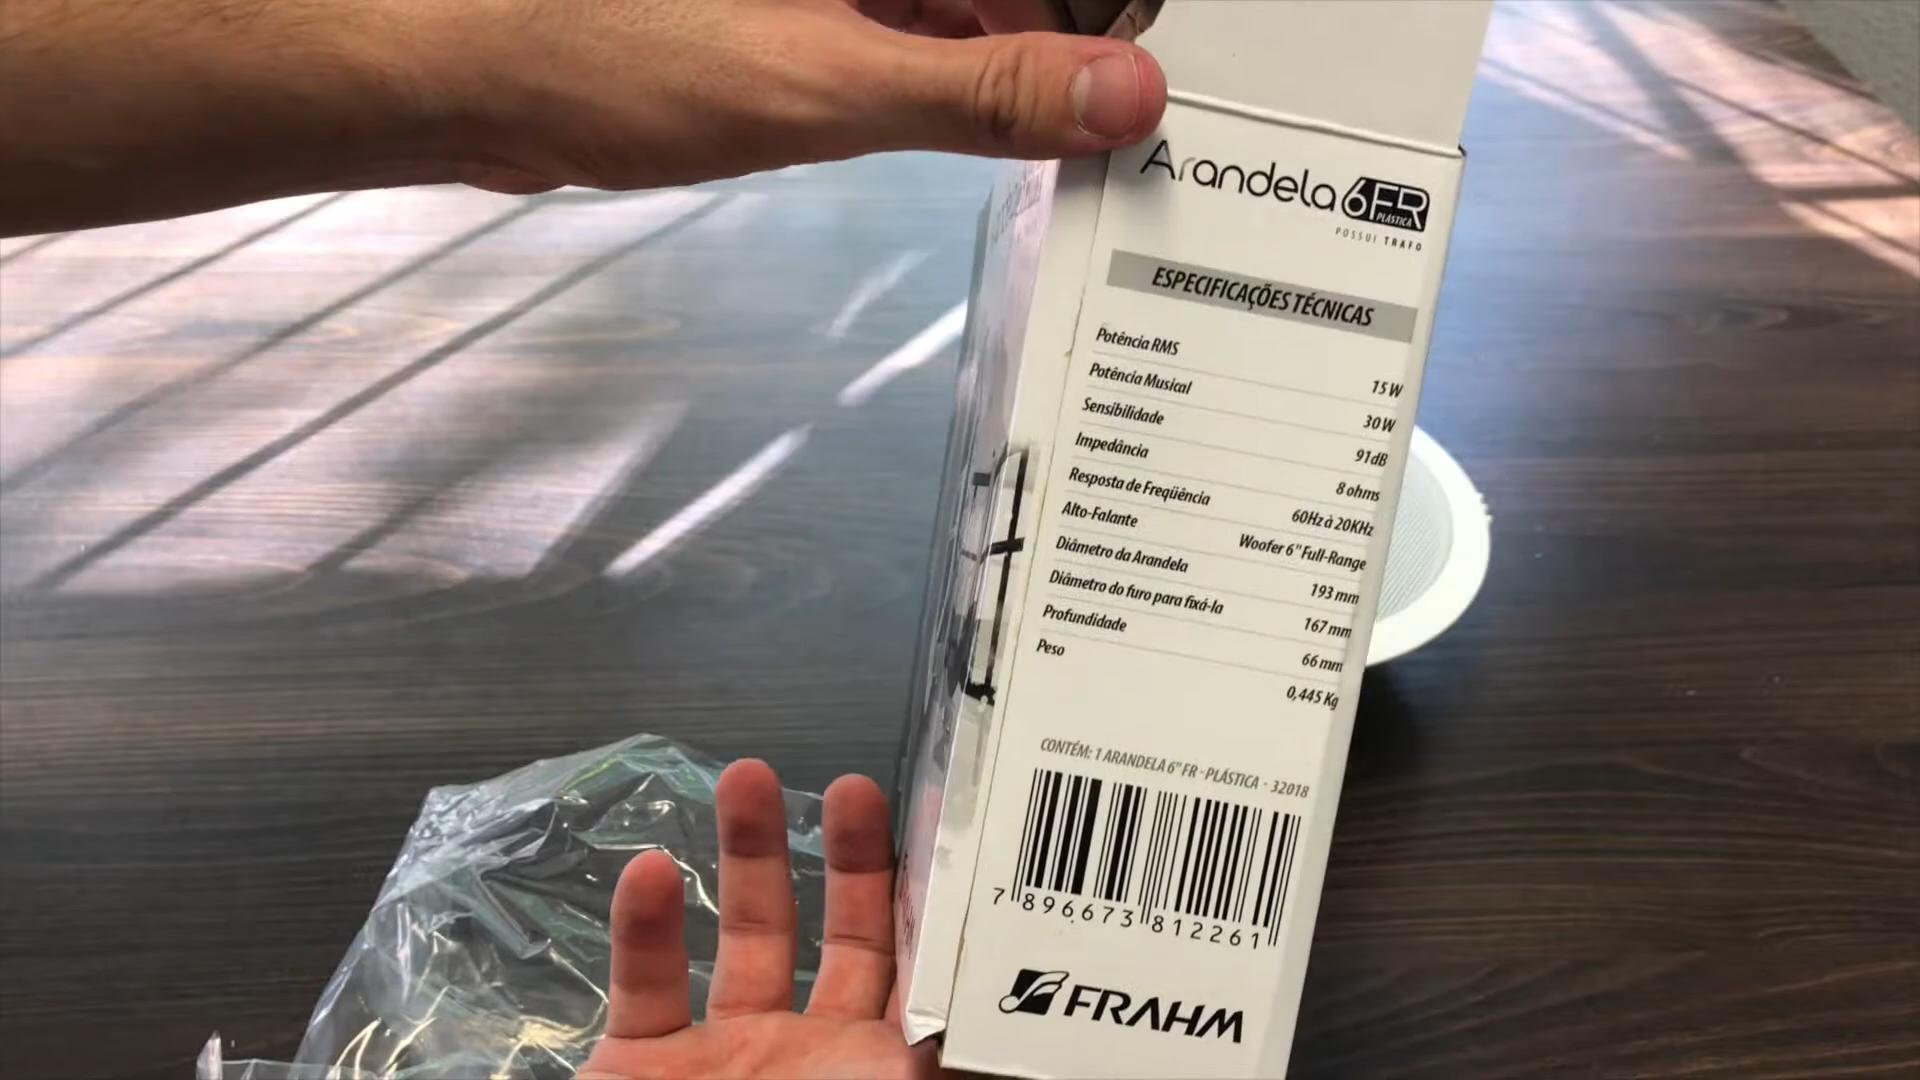 Arandela 6FR
PLÁSTICA
POSSUI TRAFO
ESPECIFICAÇÕES TÉCNICAS
Potência RMS 15 W
Potência Musical 30 W
Sensibilidade 91dB
Impedância 8 ohms
Resposta de Freqüência 60Hz à 20KHz
Alto-Falante Woofer 6" Full-Range
Diâmetro da Arandela 193 mm
Diâmetro do furo para fixá-la 167 mm
Profundidade 66 mm
Peso 0,445 Kg
CONTÉM: 1 ARANDELA 6" FR - PLÁSTICA - 32018
7 896673 812261
FRAHM